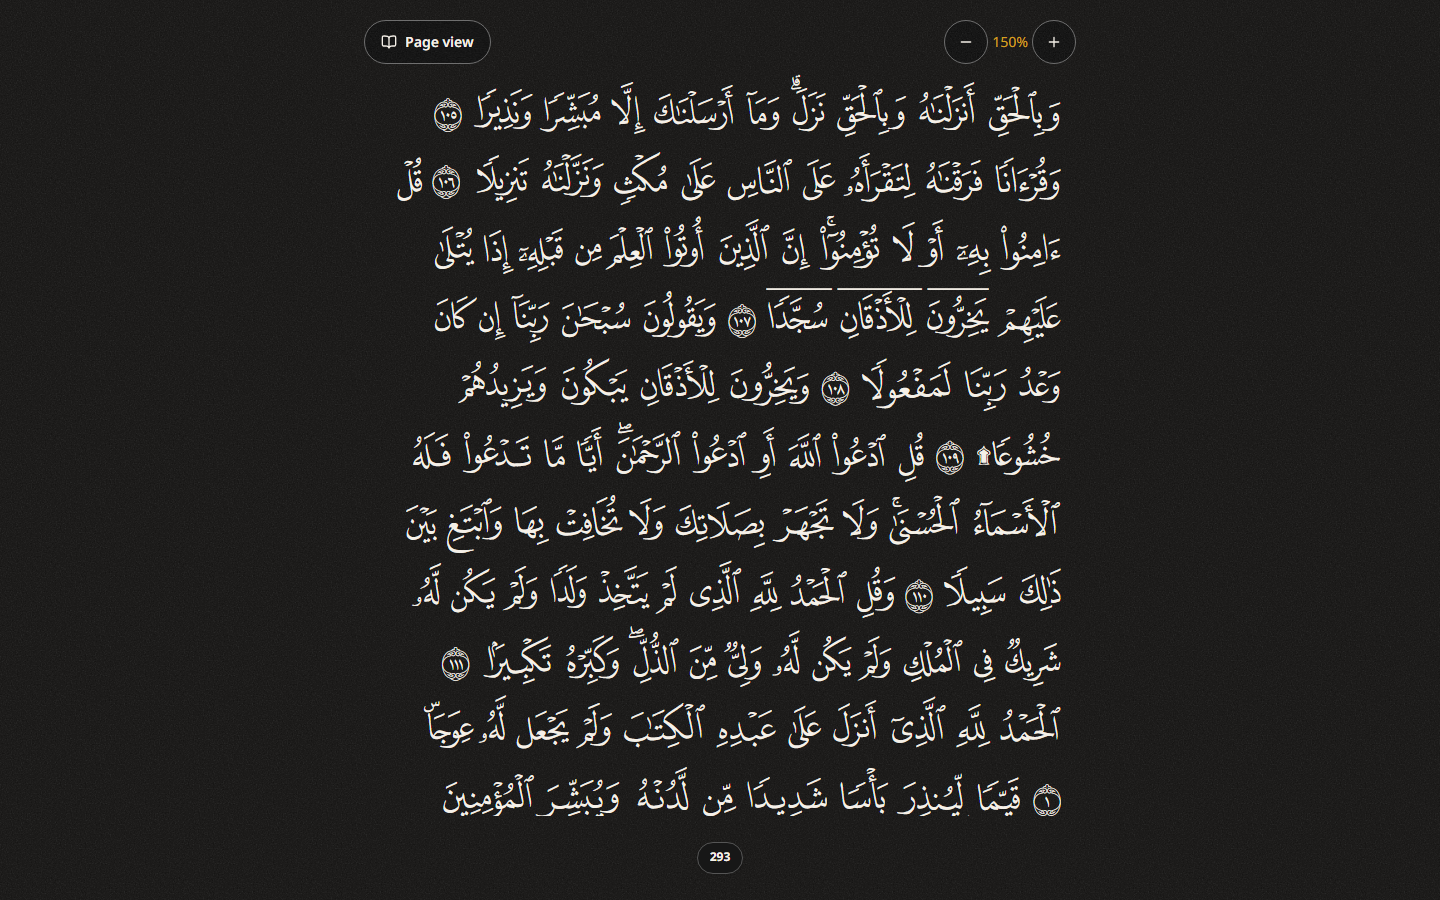 Page view
150%
وَبِٱلْحَقِّ أَنزَلْنَـٰهُ وَبِٱلْحَقِّ نَزَلَ ۗ وَمَآ أَرْسَلْنَـٰكَ إِلَّا مُبَشِّرًا وَنَذِيرًا ١٠٥
وَقُرْءَانًا فَرَقْنَـٰهُ لِتَقْرَأَهُۥ عَلَى ٱلنَّاسِ عَلَىٰ مُكْثٍ وَنَزَّلْنَـٰهُ تَنزِيلًا ١٠٦ قُلْ
ءَامِنُوا۟ بِهِۦٓ أَوْ لَا تُؤْمِنُوٓا۟ ۚ إِنَّ ٱلَّذِينَ أُوتُوا۟ ٱلْعِلْمَ مِن قَبْلِهِۦٓ إِذَا يُتْلَىٰ
عَلَيْهِمْ يَخِرُّونَ لِلْأَذْقَانِ سُجَّدًا ١٠٧ وَيَقُولُونَ سُبْحَـٰنَ رَبِّنَآ إِن كَانَ
وَعْدُ رَبِّنَا لَمَفْعُولًا ١٠٨ وَيَخِرُّونَ لِلْأَذْقَانِ يَبْكُونَ وَيَزِيدُهُمْ
خُشُوعًا ۩ ١٠٩ قُلِ ٱدْعُوا۟ ٱللَّهَ أَوِ ٱدْعُوا۟ ٱلرَّحْمَـٰنَ ۖ أَيًّا مَّا تَدْعُوا۟ فَلَهُ
ٱلْأَسْمَآءُ ٱلْحُسْنَىٰ ۚ وَلَا تَجْهَرْ بِصَلَاتِكَ وَلَا تُخَافِتْ بِهَا وَٱبْتَغِ بَيْنَ
ذَٰلِكَ سَبِيلًا ١١٠ وَقُلِ ٱلْحَمْدُ لِلَّهِ ٱلَّذِى لَمْ يَتَّخِذْ وَلَدًا وَلَمْ يَكُن لَّهُۥ
شَرِيكٌ فِى ٱلْمُلْكِ وَلَمْ يَكُن لَّهُۥ وَلِىٌّ مِّنَ ٱلذُّلِّ ۖ وَكَبِّرْهُ تَكْبِيرًۢا ١١١
ٱلْحَمْدُ لِلَّهِ ٱلَّذِىٓ أَنزَلَ عَلَىٰ عَبْدِهِ ٱلْكِتَـٰبَ وَلَمْ يَجْعَل لَّهُۥ عِوَجَا ۜ
١ قَيِّمًا لِّيُنذِرَ بَأْسًا شَدِيدًا مِّن لَّدُنْهُ وَيُبَشِّرَ ٱلْمُؤْمِنِينَ
293